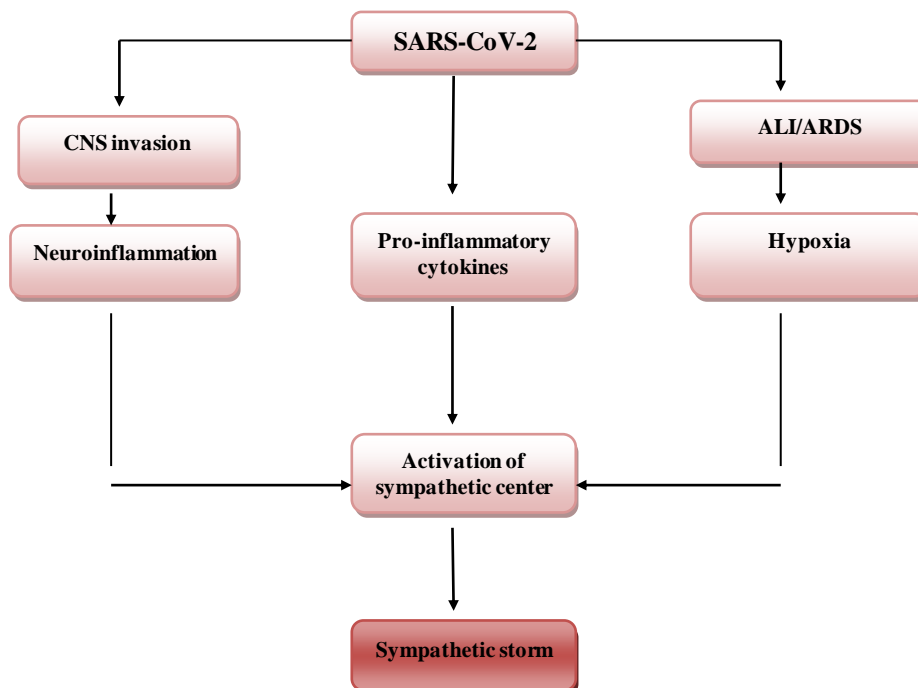 SARS-CoV-2
CNS invasion
ALI/ARDS
Neuroinflammation
Pro-inflammatory
cytokines
Hypoxia
Activation of
sympathetic center
Sympathetic storm